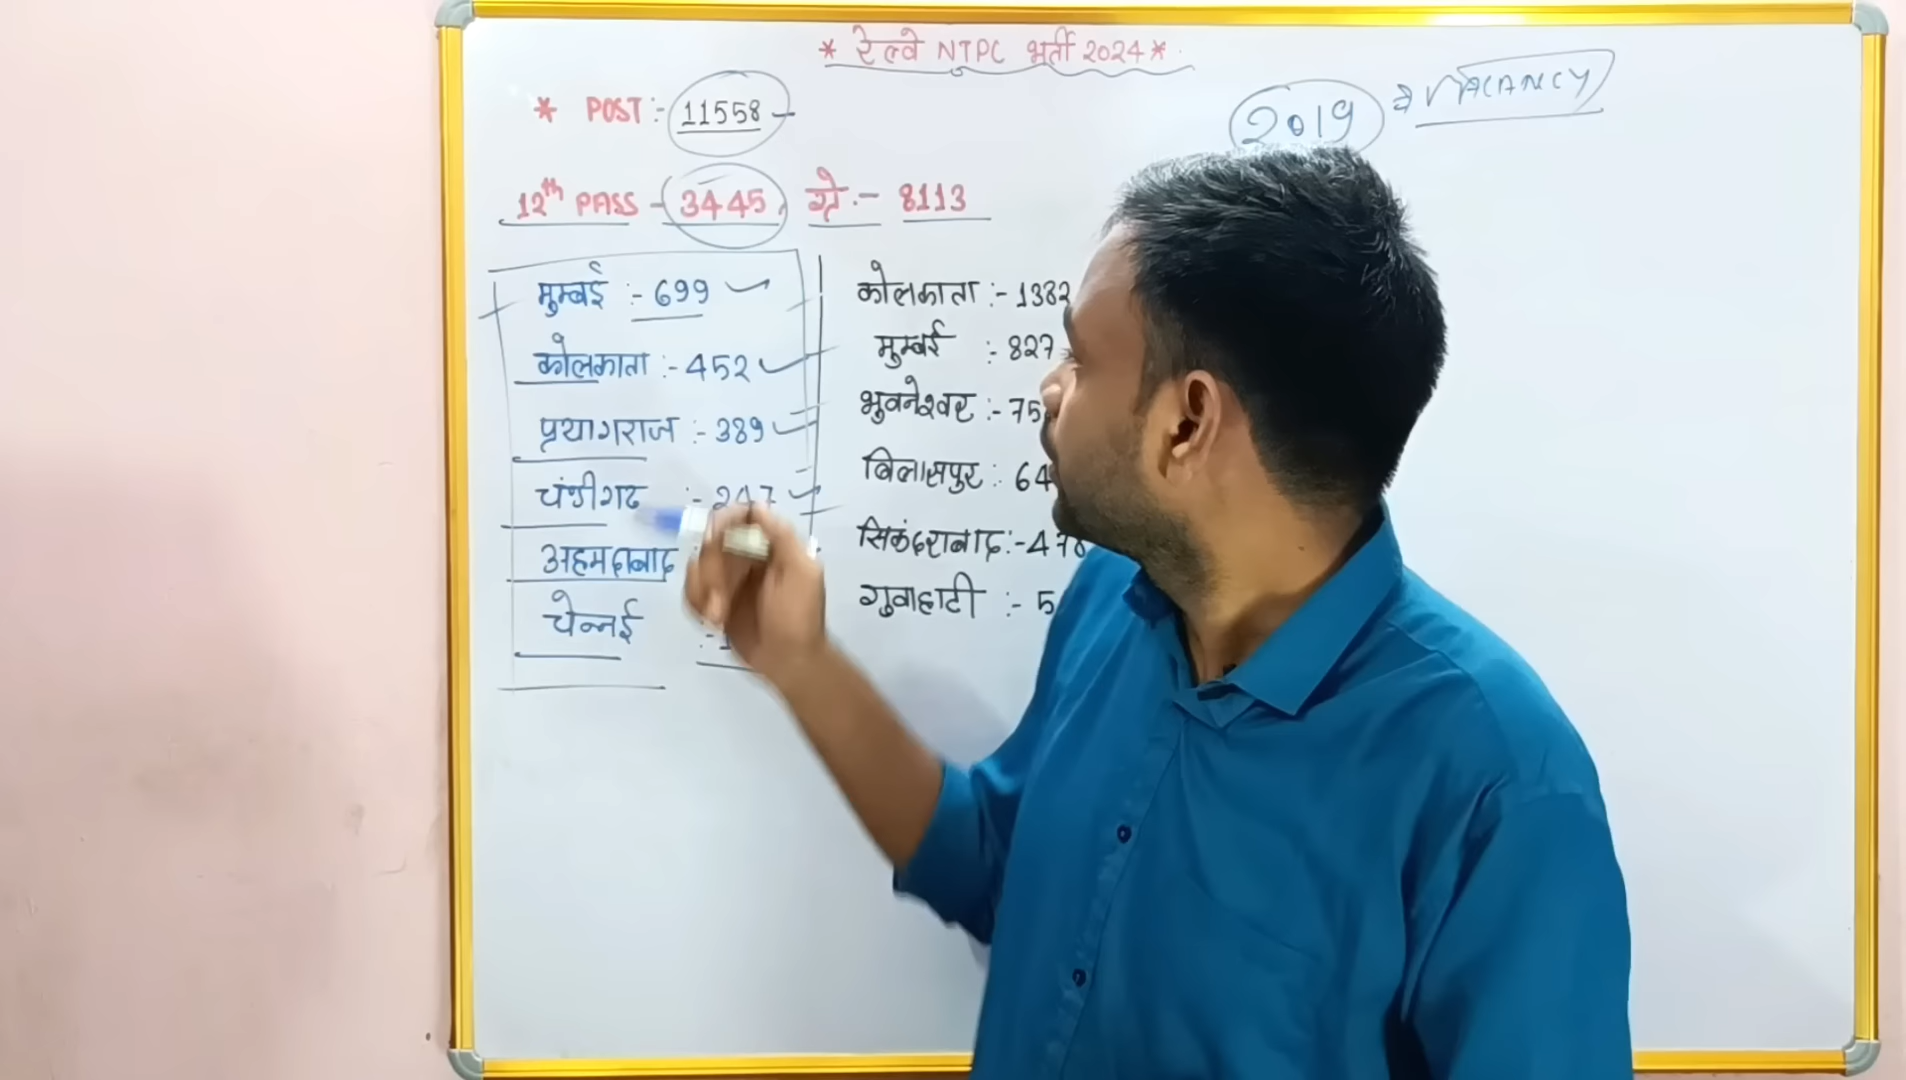 * रेल्वे NTPC भर्ती 2024 *
* POST :- 11558
2019 → VACANCY
12th PASS - 3445, ग्रे :- 8113
मुम्बई :- 699
कोलकाता :- 452
प्रयागराज :- 389
चंडीगढ :- 247
अहमदाबाद
चेन्नई :-
कोलकाता :- 1382
मुम्बई :- 827
भुवनेश्वर :- 75
बिलासपुर : 64
सिकंदराबाद :- 478
गुवाहाटी :- 5